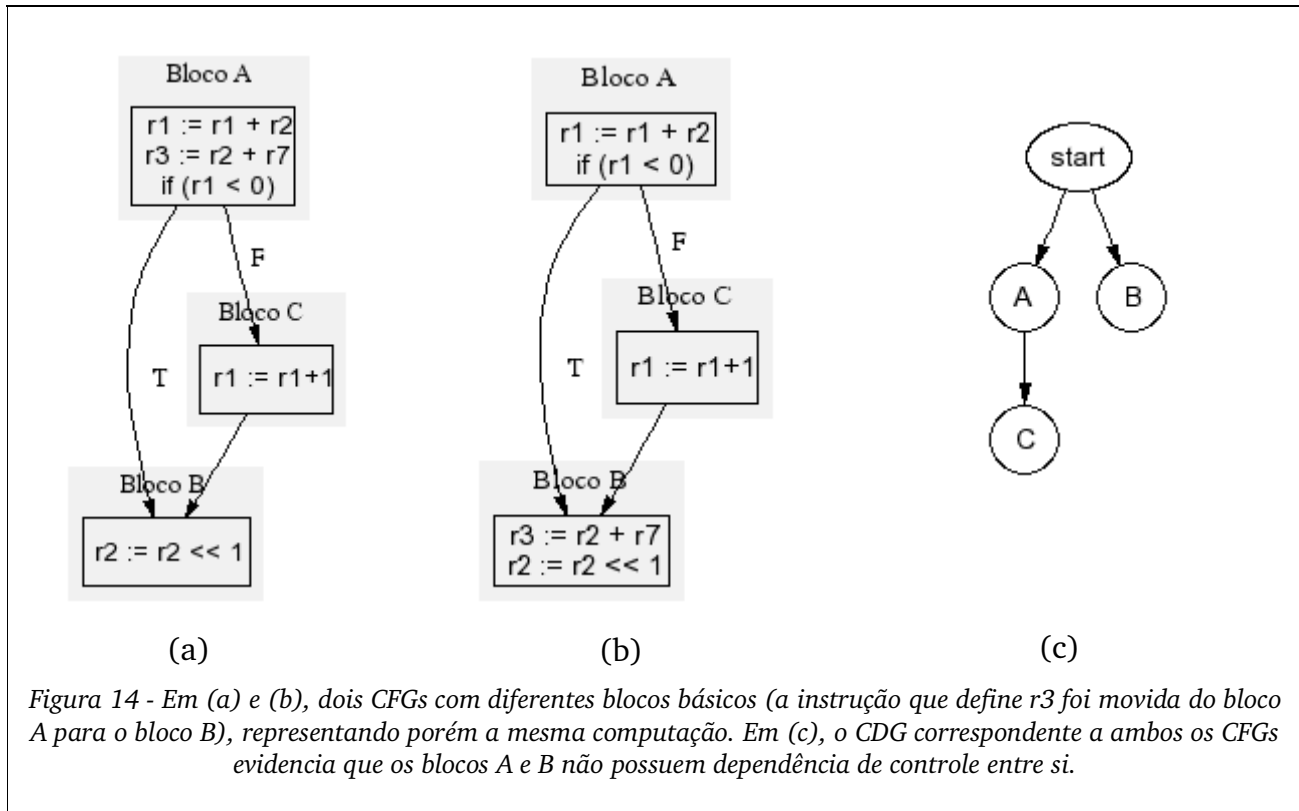 Bloco A
r1 := r1 + r2
r3 := r2 + r7
if (r1 < 0)
F
Bloco C
T
r1 := r1+1
Bloco B
r2 := r2 << 1
(a)
Bloco A
r1 := r1 + r2
if (r1 < 0)
F
Bloco C
T
r1 := r1+1
Bloco B
r3 := r2 + r7
r2 := r2 << 1
(b)
start
A
B
C
(c)
Figura 14 - Em (a) e (b), dois CFGs com diferentes blocos básicos (a instrução que define r3 foi movida do bloco
A para o bloco B), representando porém a mesma computação. Em (c), o CDG correspondente a ambos os CFGs
evidencia que os blocos A e B não possuem dependência de controle entre si.